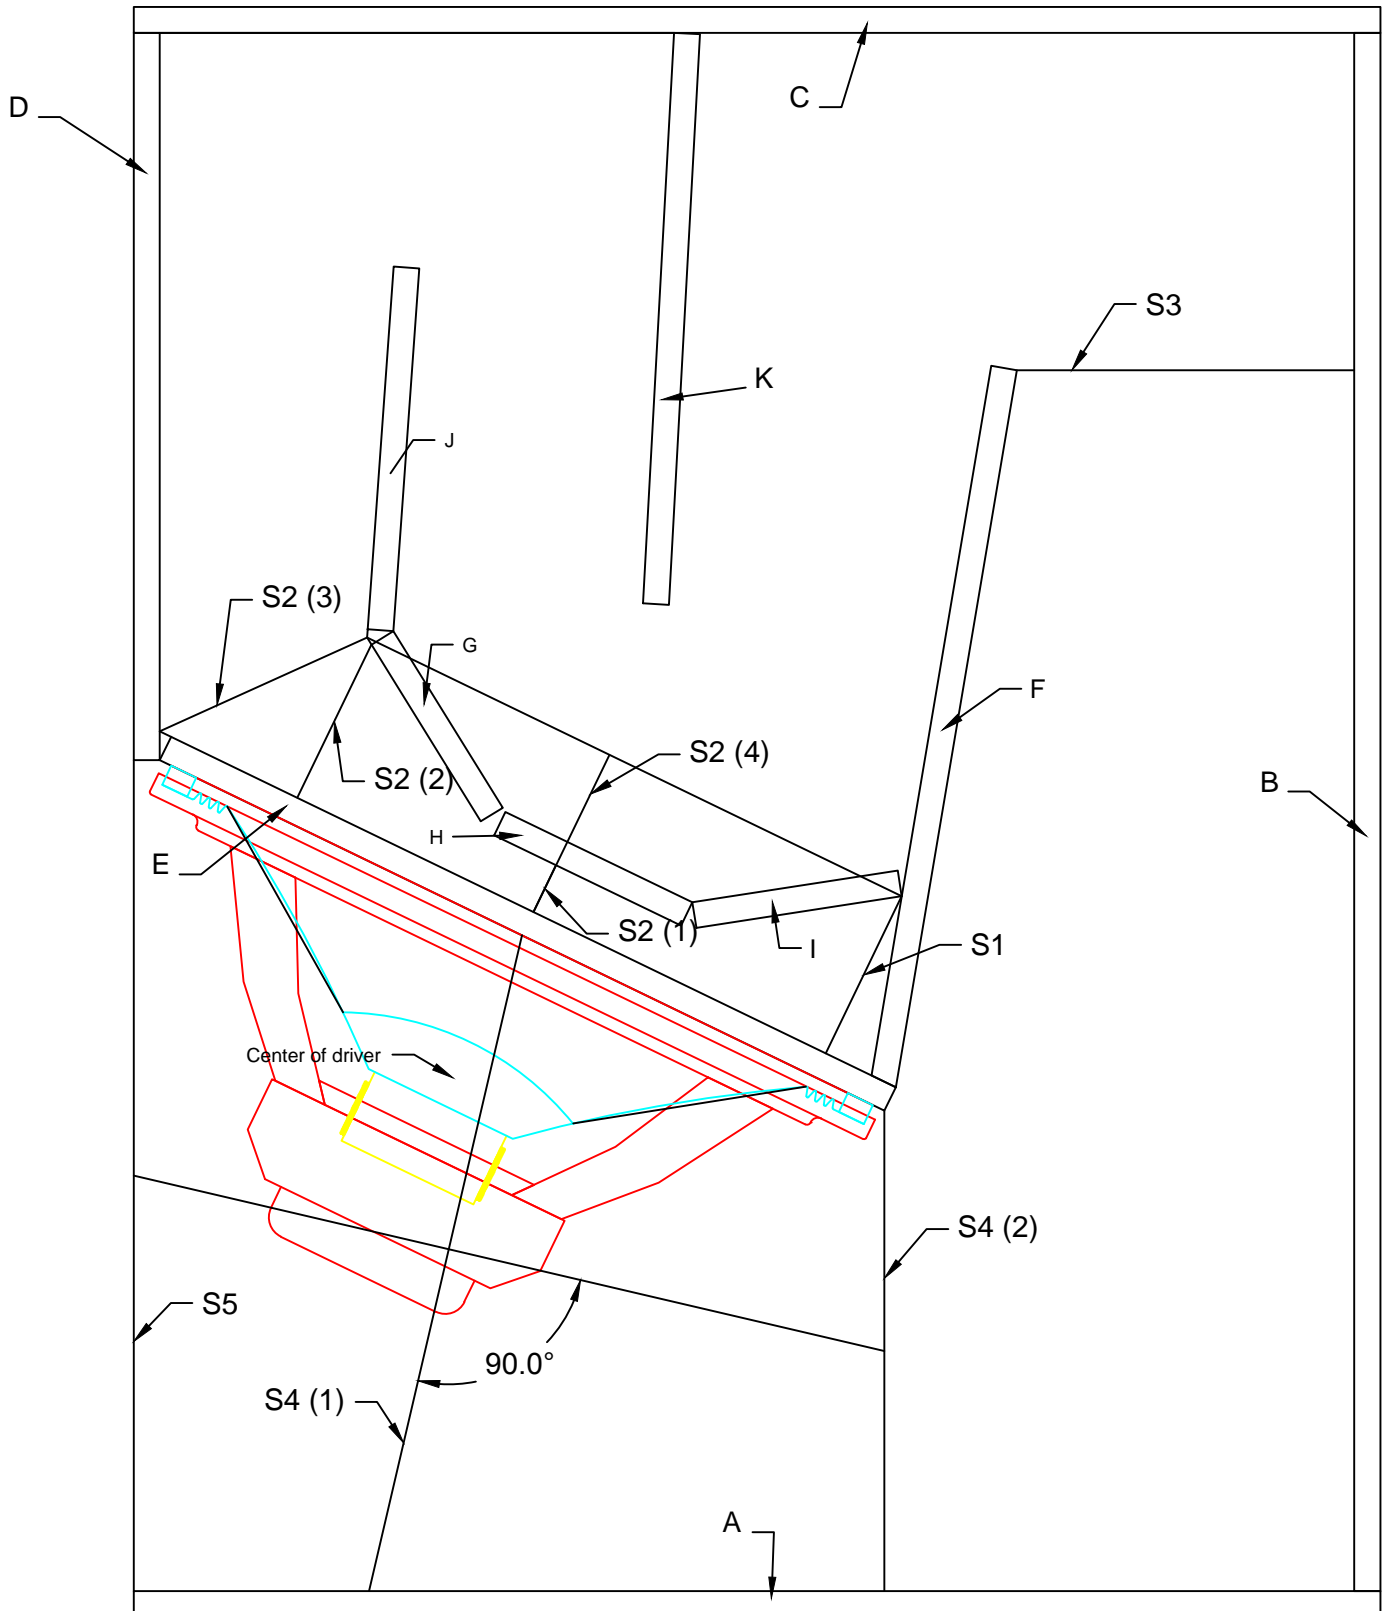 C
D
S3
K
J
S2 (3)
G
F
S2 (4)
S2 (2)
B
H
E
S2 (1)
I
S1
Center of driver
S4 (2)
S5
90.0°
S4 (1)
A